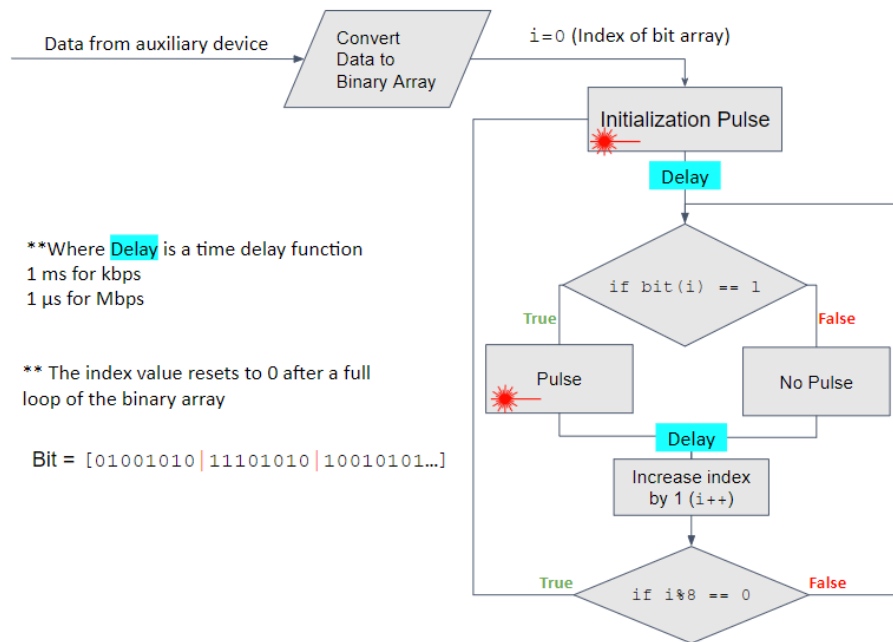 Data from auxiliary device
Convert
Data to
Binary Array
i=0 (Index of bit array)
Initialization Pulse
Delay
**Where Delay is a time delay function
1 ms for kbps
1 µs for Mbps
if bit(i) == 1
True
False
Pulse
No Pulse
** The index value resets to 0 after a full
loop of the binary array
Delay
Bit = [01001010|11101010|10010101…]
Increase index
by 1 (i++)
True
False
if i%8 == 0